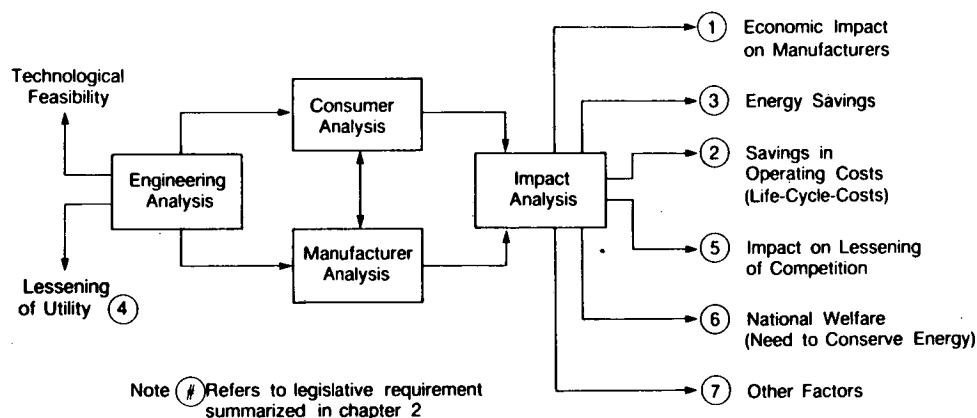 Technological
Feasibility
Lessening
of Utility 4
Engineering
Analysis
Consumer
Analysis
Manufacturer
Analysis
Impact
Analysis
1 Economic Impact
on Manufacturers
3 Energy Savings
2 Savings in
Operating Costs
(Life-Cycle-Costs)
5 Impact on Lessening
of Competition
6 National Welfare
(Need to Conserve Energy)
7 Other Factors
Note # Refers to legislative requirement
summarized in chapter 2